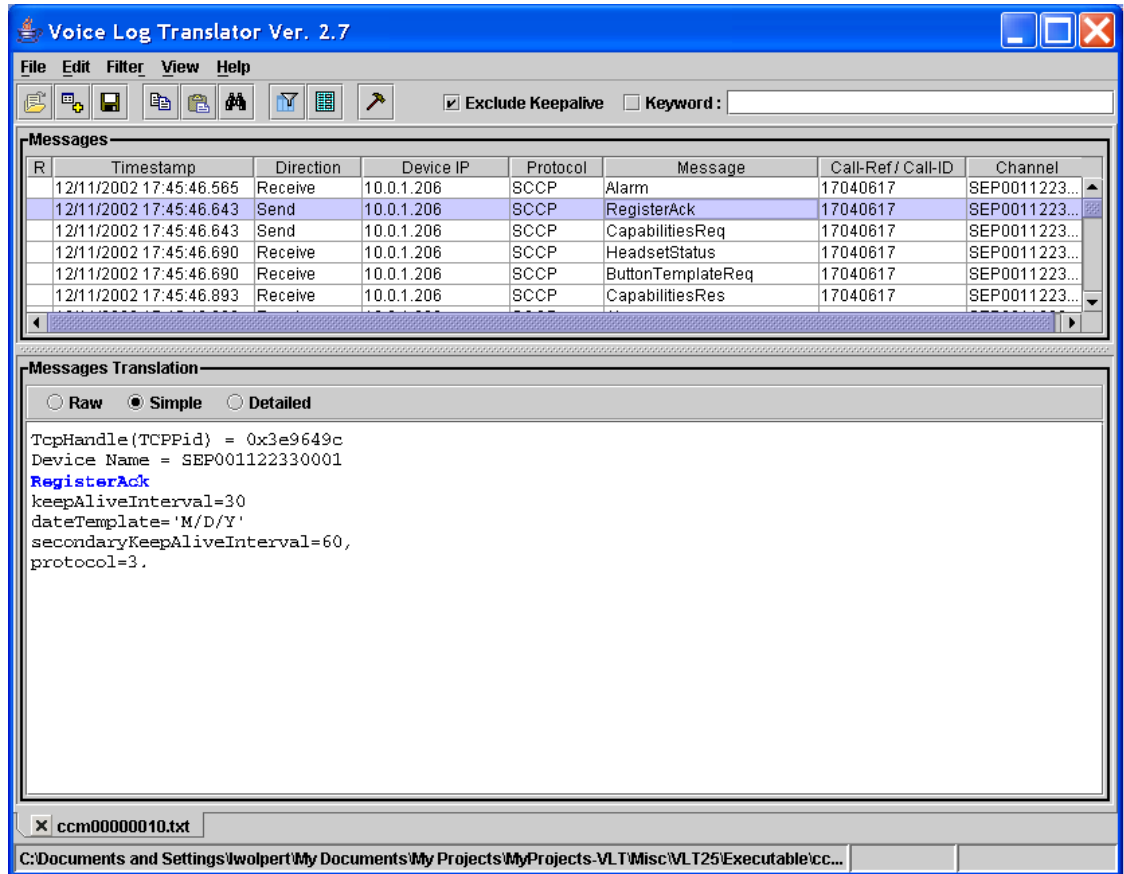 Voice Log Translator Ver. 2.7
File Edit Filter View Help
Exclude Keepalive Keyword :
Messages
R Timestamp Direction Device IP Protocol Message Call-Ref / Call-ID Channel
12/11/2002 17:45:46.565 Receive 10.0.1.206 SCCP Alarm 17040617 SEP0011223...
12/11/2002 17:45:46.643 Send 10.0.1.206 SCCP RegisterAck 17040617 SEP0011223...
12/11/2002 17:45:46.643 Send 10.0.1.206 SCCP CapabilitiesReq 17040617 SEP0011223...
12/11/2002 17:45:46.690 Receive 10.0.1.206 SCCP HeadsetStatus 17040617 SEP0011223...
12/11/2002 17:45:46.690 Receive 10.0.1.206 SCCP ButtonTemplateReq 17040617 SEP0011223...
12/11/2002 17:45:46.893 Receive 10.0.1.206 SCCP CapabilitiesRes 17040617 SEP0011223...
Messages Translation
Raw Simple Detailed
TcpHandle(TCPPid) = 0x3e9649c
Device Name = SEP001122330001
RegisterAck
keepAliveInterval=30
dateTemplate='M/D/Y'
secondaryKeepAliveInterval=60,
protocol=3.
ccm00000010.txt
C:\Documents and Settings\lwolpert\My Documents\My Projects\MyProjects-VLT\Misc\VLT25\Executable\cc...